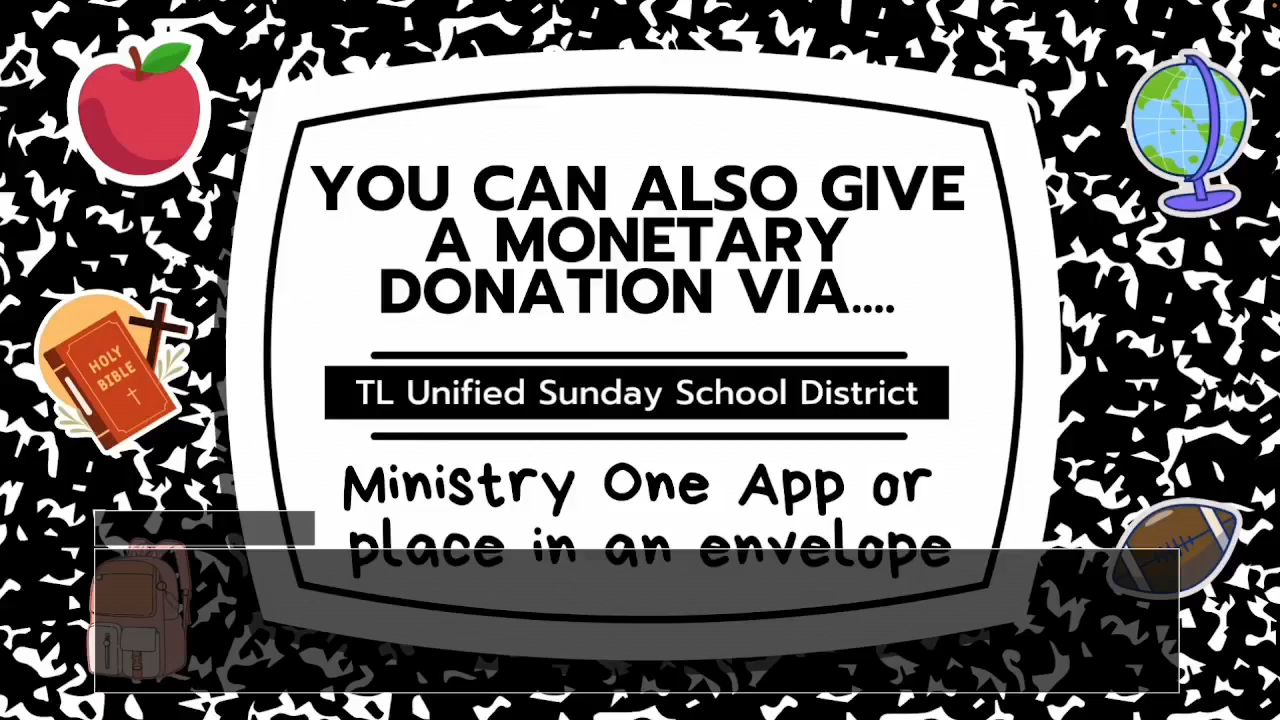 YOU CAN ALSO GIVE
A MONETARY
DONATION VIA....
TL Unified Sunday School District
Ministry One App or
place in an envelope
HOLY
BIBLE